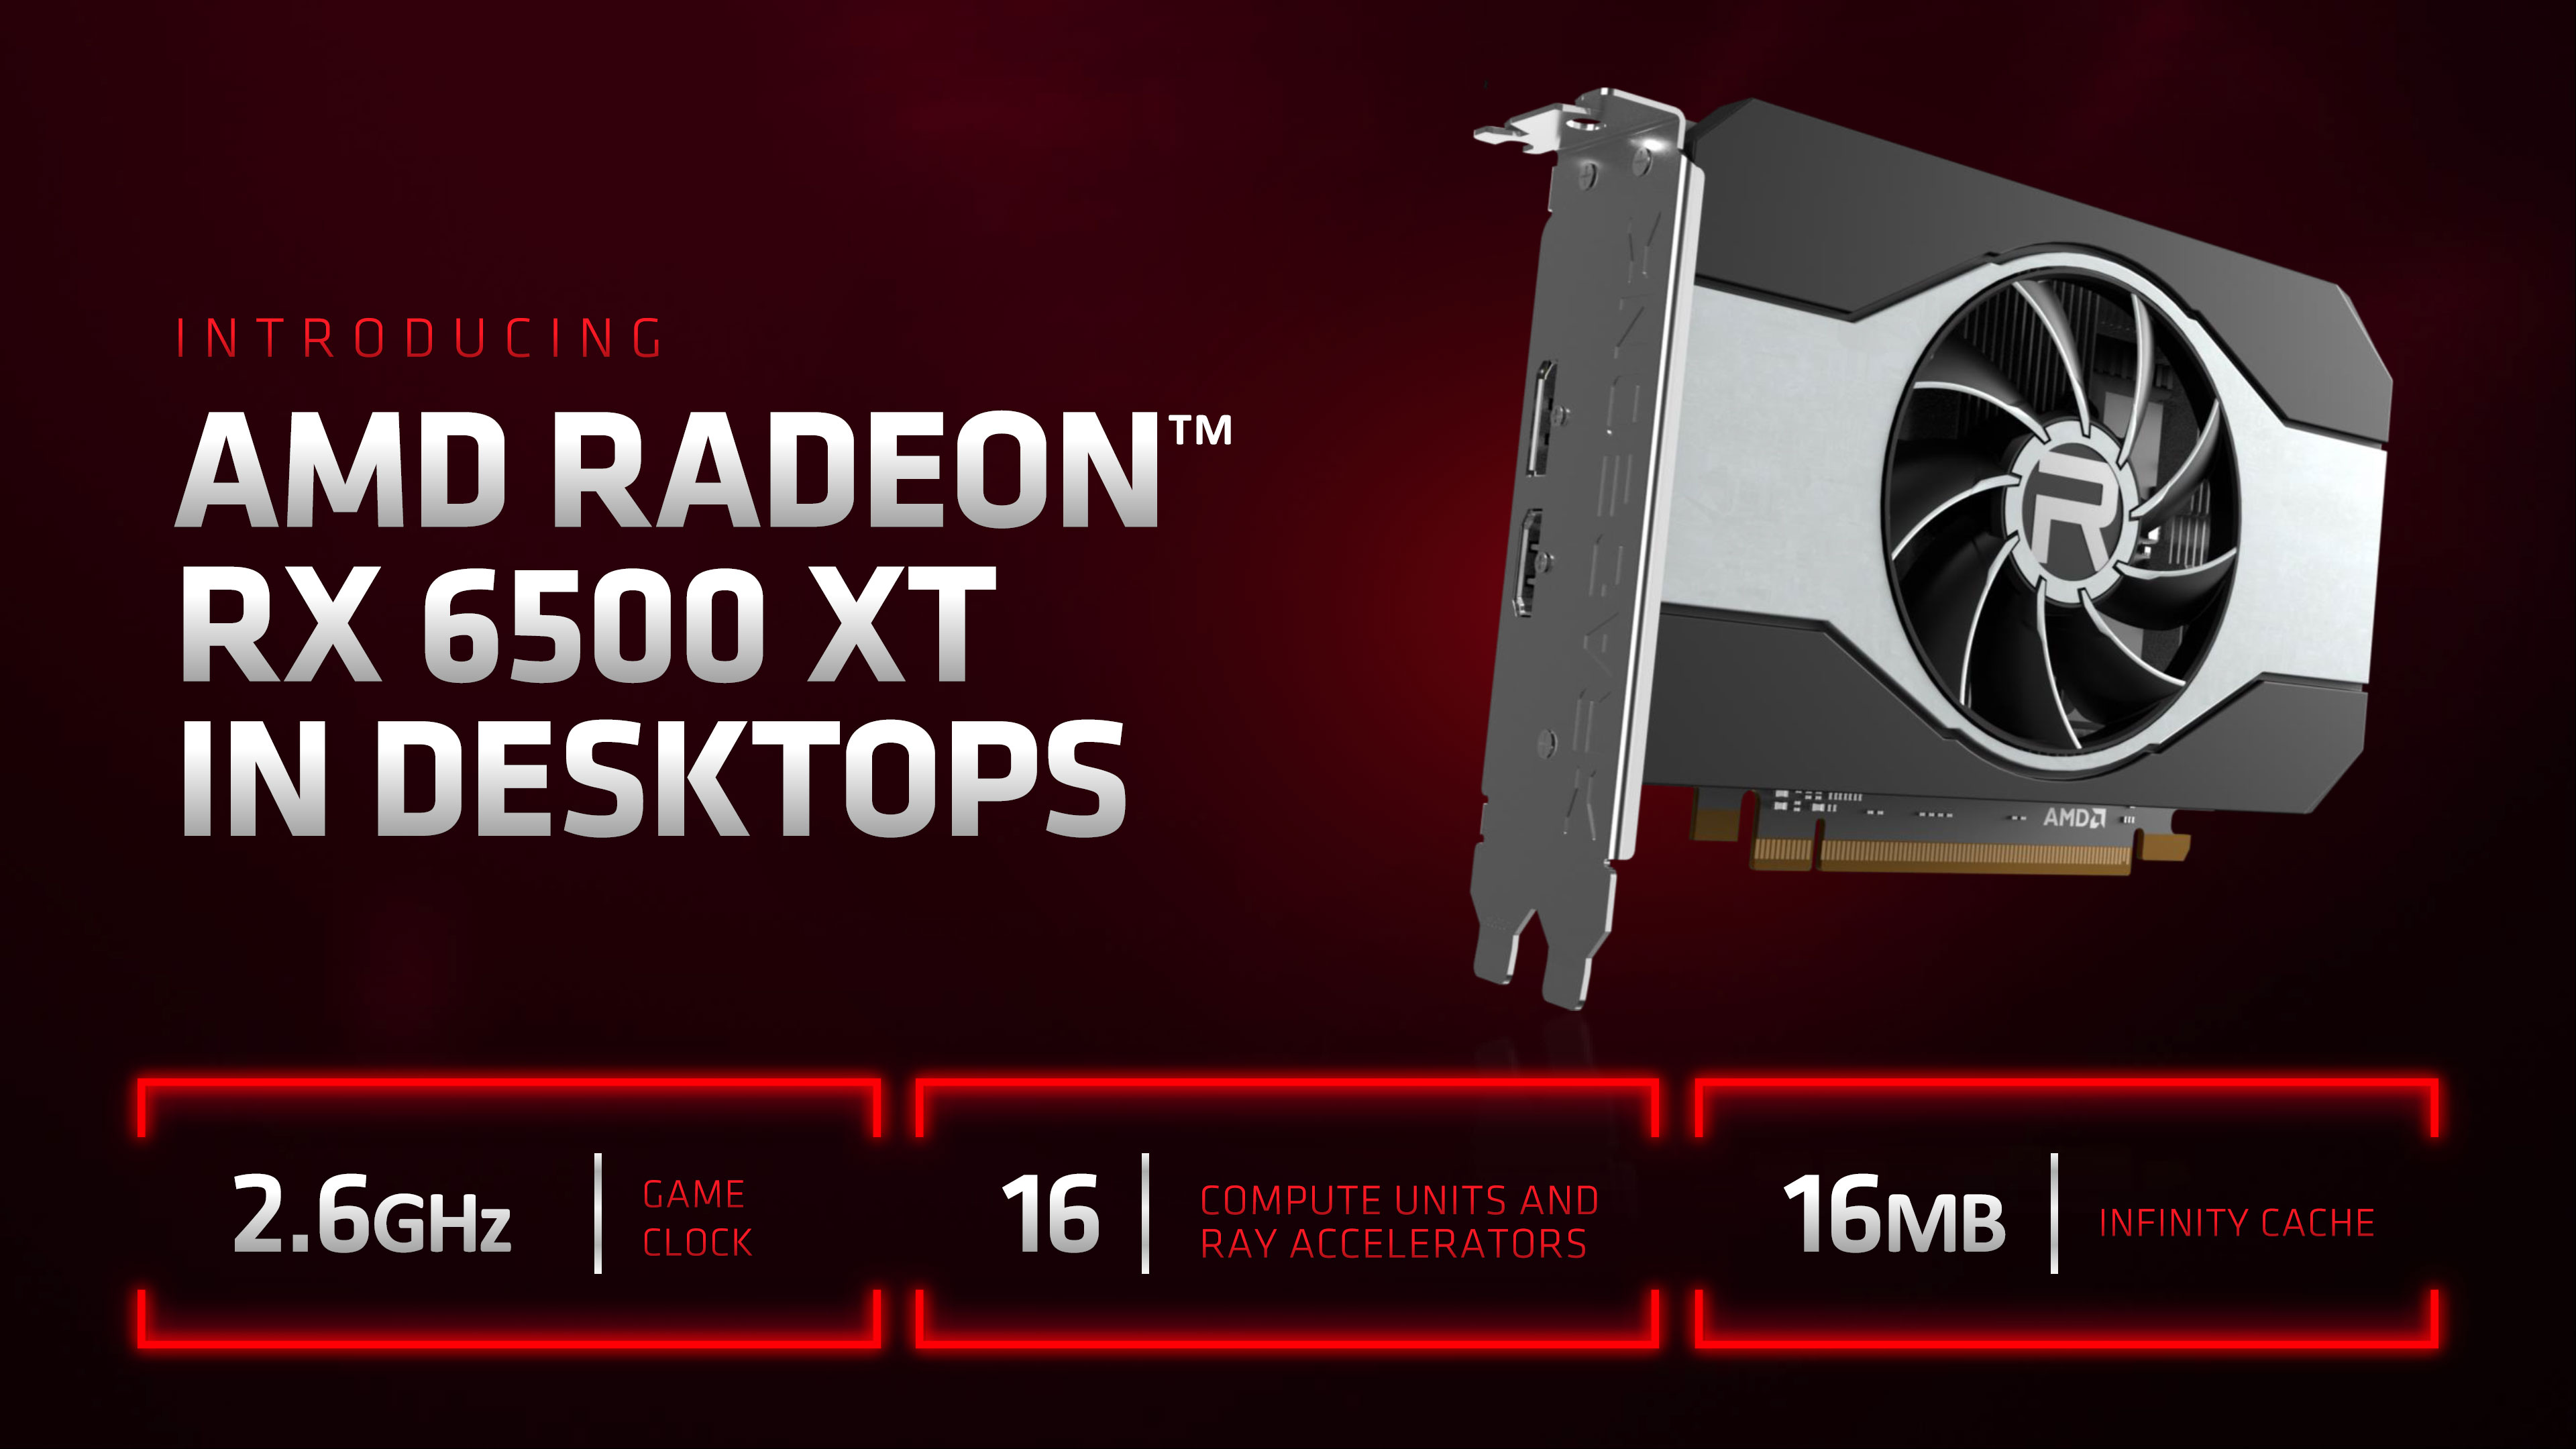 INTRODUCING
AMD RADEON™
RX 6500 XT
IN DESKTOPS
R
AMD
2.6GHz
GAME
CLOCK
16
COMPUTE UNITS AND
RAY ACCELERATORS
16MB
INFINITY CACHE